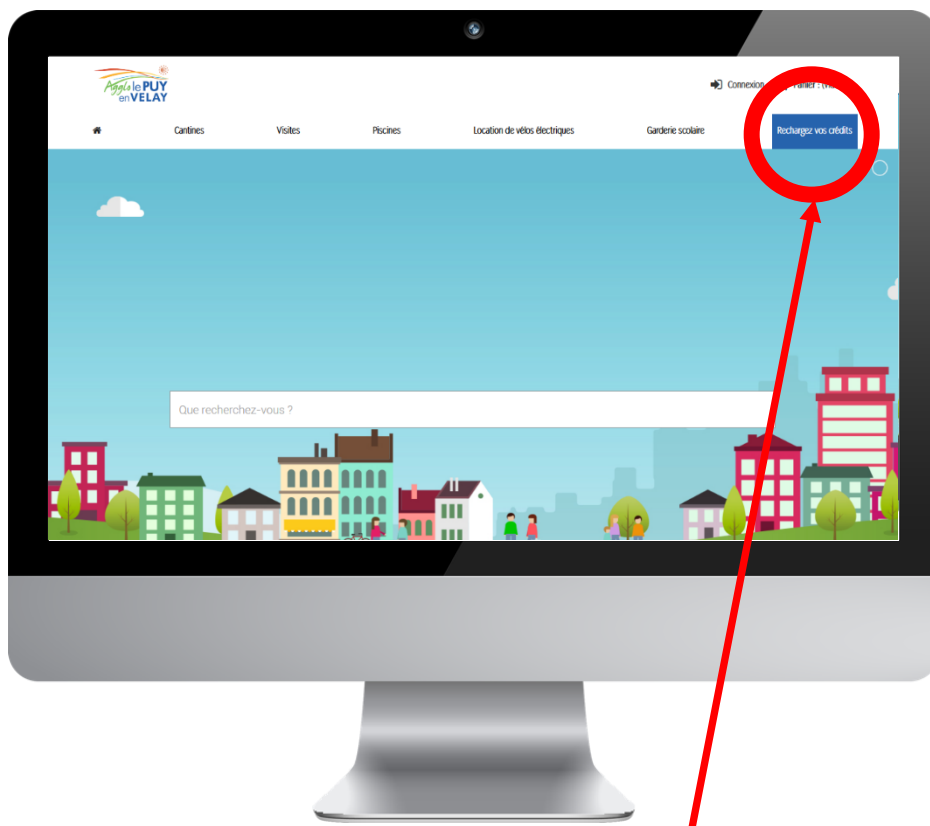 Agglo le PUY
en VELAY
Connexion
Panier :
Cantines
Visites
Piscines
Location de vélos électriques
Garderie scolaire
Rechargez vos crédits
Que recherchez-vous ?